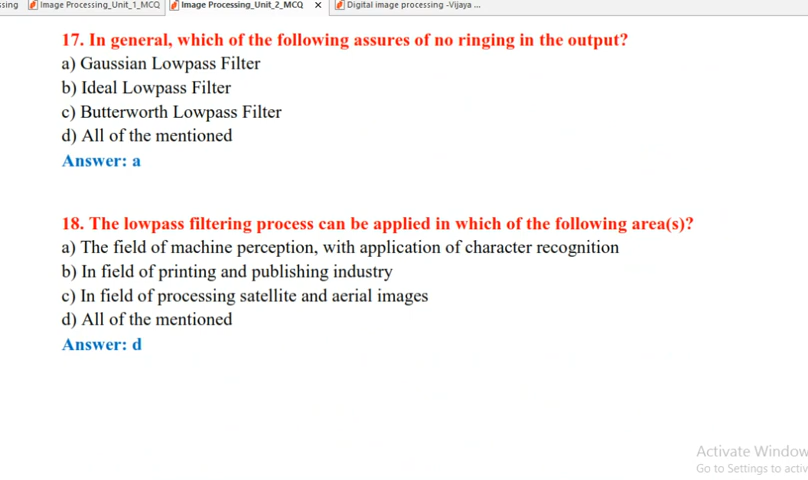 ssing Image Processing_Unit_1_MCQ Image Processing_Unit_2_MCQ × Digital image processing -Vijaya ...
17. In general, which of the following assures of no ringing in the output?
a) Gaussian Lowpass Filter
b) Ideal Lowpass Filter
c) Butterworth Lowpass Filter
d) All of the mentioned
Answer: a
18. The lowpass filtering process can be applied in which of the following area(s)?
a) The field of machine perception, with application of character recognition
b) In field of printing and publishing industry
c) In field of processing satellite and aerial images
d) All of the mentioned
Answer: d
Activate Window
Go to Settings to activ